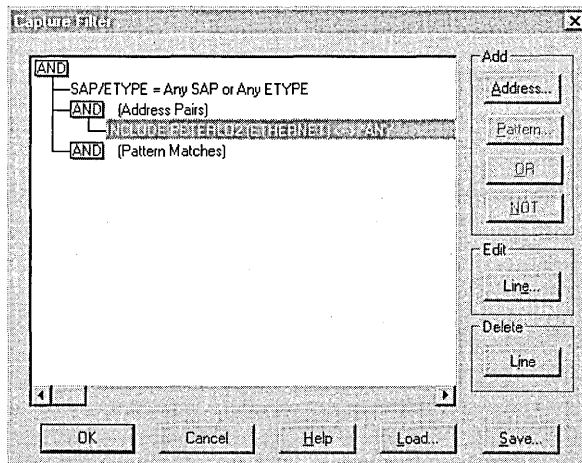 Capture Filter
AND
SAP/ETYPE = Any SAP or Any ETYPE
AND (Address Pairs)
INCLUDE (ETHERNET) <--> ANY
AND (Pattern Matches)
Add
Address...
Pattern...
OR
NOT
Edit
Line...
Delete
Line
OK
Cancel
Help
Load...
Save...